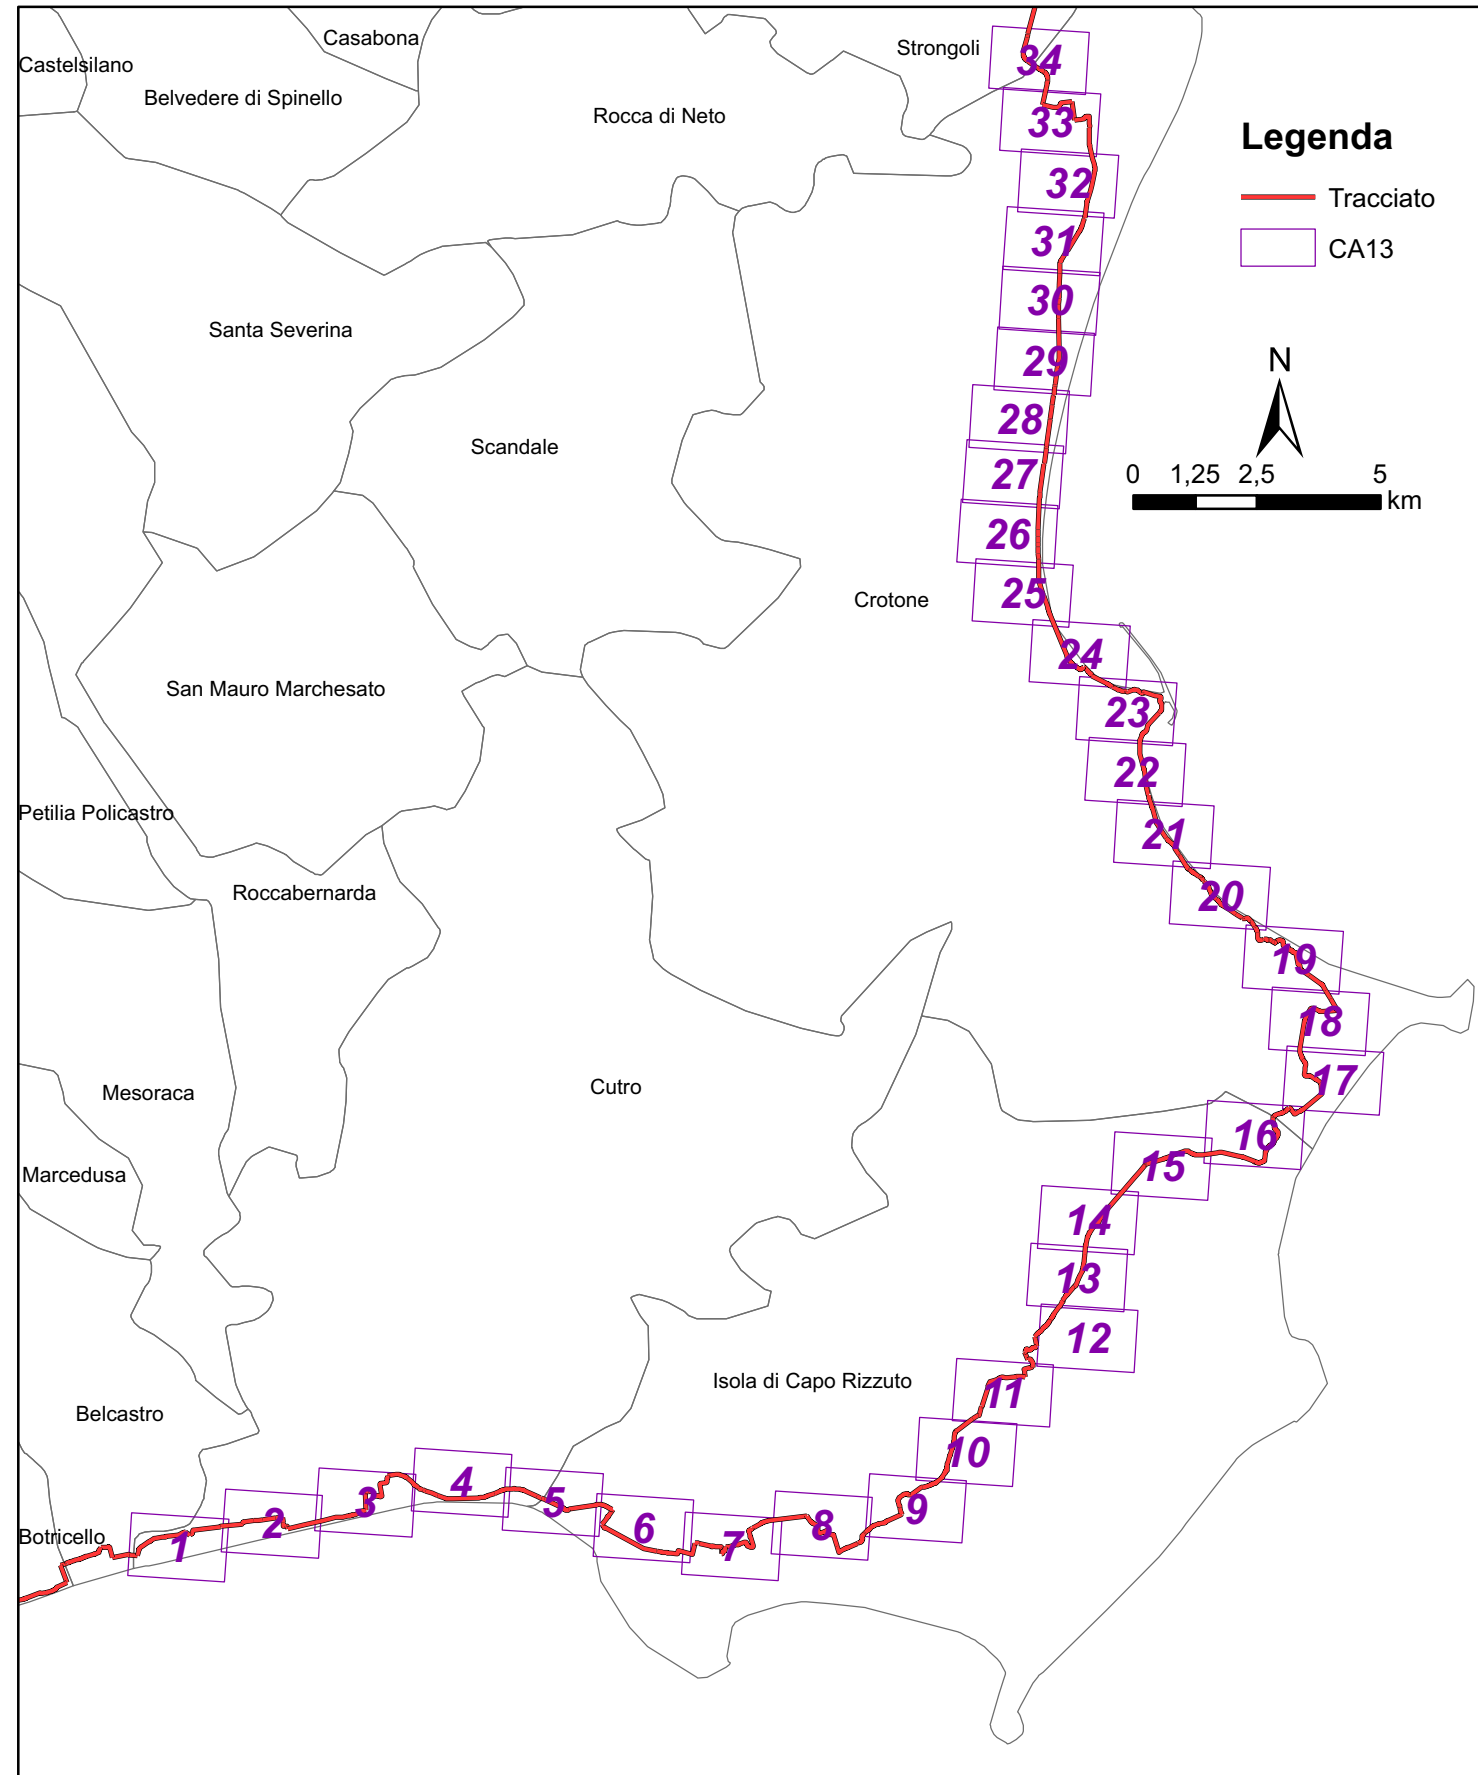 Casabona
Strongoli
Castelsilano
34
Belvedere di Spinello
Rocca di Neto
33
Legenda
32
Tracciato
31
CA13
30
Santa Severina
29
N
28
Scandale
27
0 1,25 2,5 5
km
26
25
Crotone
24
San Mauro Marchesato
23
22
Petilia Policastro
21
Roccabernarda
20
19
18
17
Mesoraca
Cutro
16
15
Marcedusa
14
13
12
Isola di Capo Rizzuto
11
Belcastro
10
4
3
5
9
2
8
6
Botricello
1
7